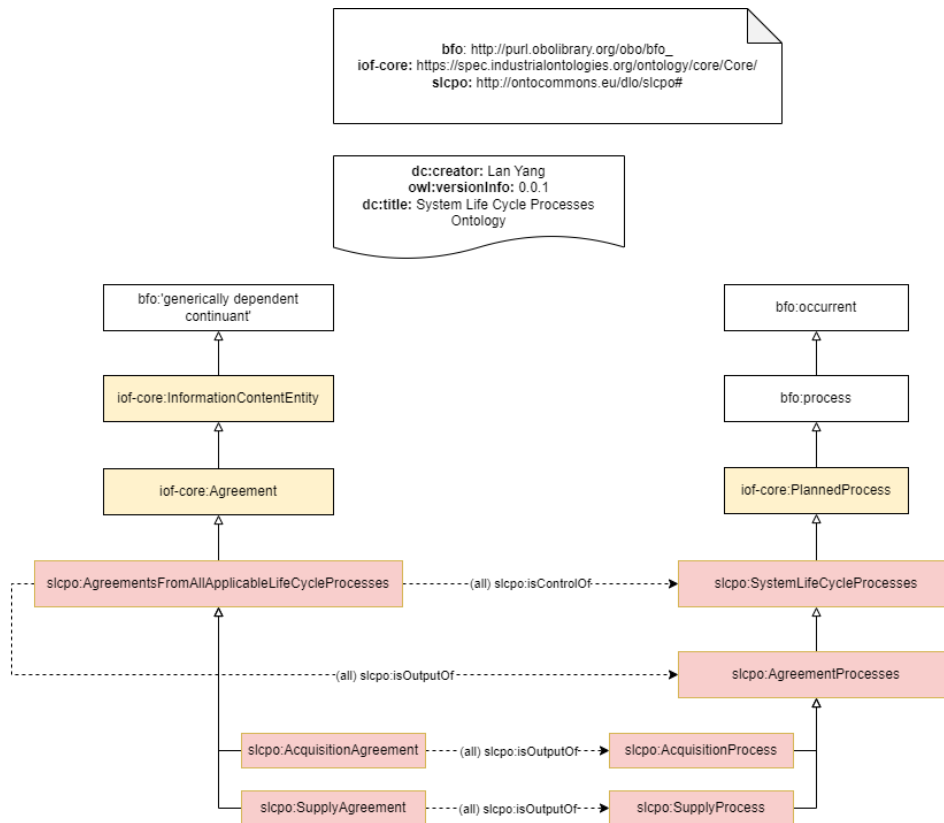 bfo: http://purl.obolibrary.org/obo/bfo_
iof-core: https://spec.industrialontologies.org/ontology/core/Core/
slcpo: http://ontocommons.eu/dlo/slcpo#
dc:creator: Lan Yang
owl:versionInfo: 0.0.1
dc:title: System Life Cycle Processes
Ontology
bfo:'generically dependent
continuant'
bfo:occurrent
iof-core:InformationContentEntity
bfo:process
iof-core:Agreement
iof-core:PlannedProcess
slcpo:AgreementsFromAllApplicableLifeCycleProcesses
(all) slcpo:isControlOf
slcpo:SystemLifeCycleProcesses
(all) slcpo:isOutputOf
slcpo:AgreementProcesses
slcpo:AcquisitionAgreement
(all) slcpo:isOutputOf
slcpo:AcquisitionProcess
slcpo:SupplyAgreement
(all) slcpo:isOutputOf
slcpo:SupplyProcess